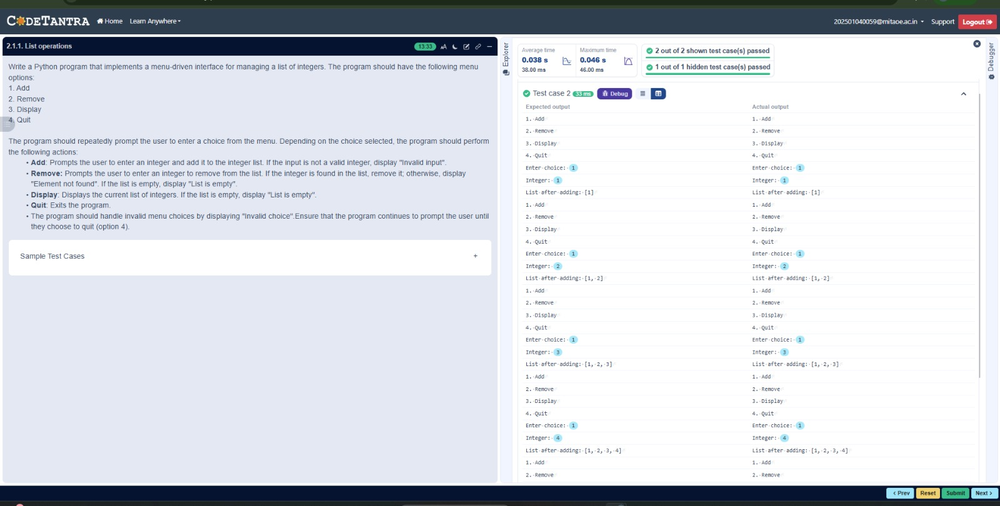 CODETANTRA Home Learn Anywhere 202501040059@mitaoe.ac.in Support Logout
2.1.1. List operations 13:33 AA
Write a Python program that implements a menu-driven interface for managing a list of integers. The program should have the following menu
options:
1. Add
2. Remove
3. Display
4. Quit
The program should repeatedly prompt the user to enter a choice from the menu. Depending on the choice selected, the program should perform
the following actions:
• Add: Prompts the user to enter an integer and add it to the integer list. If the input is not a valid integer, display "Invalid input".
• Remove: Prompts the user to enter an integer to remove from the list. If the integer is found in the list, remove it; otherwise, display
"Element not found". If the list is empty, display "List is empty".
• Display: Displays the current list of integers. If the list is empty, display "List is empty".
• Quit: Exits the program.
• The program should handle invalid menu choices by displaying "Invalid choice".Ensure that the program continues to prompt the user until
they choose to quit (option 4).
Sample Test Cases +
Explorer
Average time Maximum time
0.038 s 0.046 s
38.00 ms 46.00 ms
2 out of 2 shown test case(s) passed
1 out of 1 hidden test case(s) passed
Debugger
Test case 2 33 ms Debug
Expected output Actual output
1. Add 1. Add
2. Remove 2. Remove
3. Display 3. Display
4. Quit 4. Quit
Enter choice: 1 Enter choice: 1
Integer: 1 Integer: 1
List after adding: [1] List after adding: [1]
1. Add 1. Add
2. Remove 2. Remove
3. Display 3. Display
4. Quit 4. Quit
Enter choice: 1 Enter choice: 1
Integer: 2 Integer: 2
List after adding: [1, 2] List after adding: [1, 2]
1. Add 1. Add
2. Remove 2. Remove
3. Display 3. Display
4. Quit 4. Quit
Enter choice: 1 Enter choice: 1
Integer: 3 Integer: 3
List after adding: [1, 2, 3] List after adding: [1, 2, 3]
1. Add 1. Add
2. Remove 2. Remove
3. Display 3. Display
4. Quit 4. Quit
Enter choice: 1 Enter choice: 1
Integer: 4 Integer: 4
List after adding: [1, 2, 3, 4] List after adding: [1, 2, 3, 4]
1. Add 1. Add
2. Remove 2. Remove
< Prev Reset Submit Next >